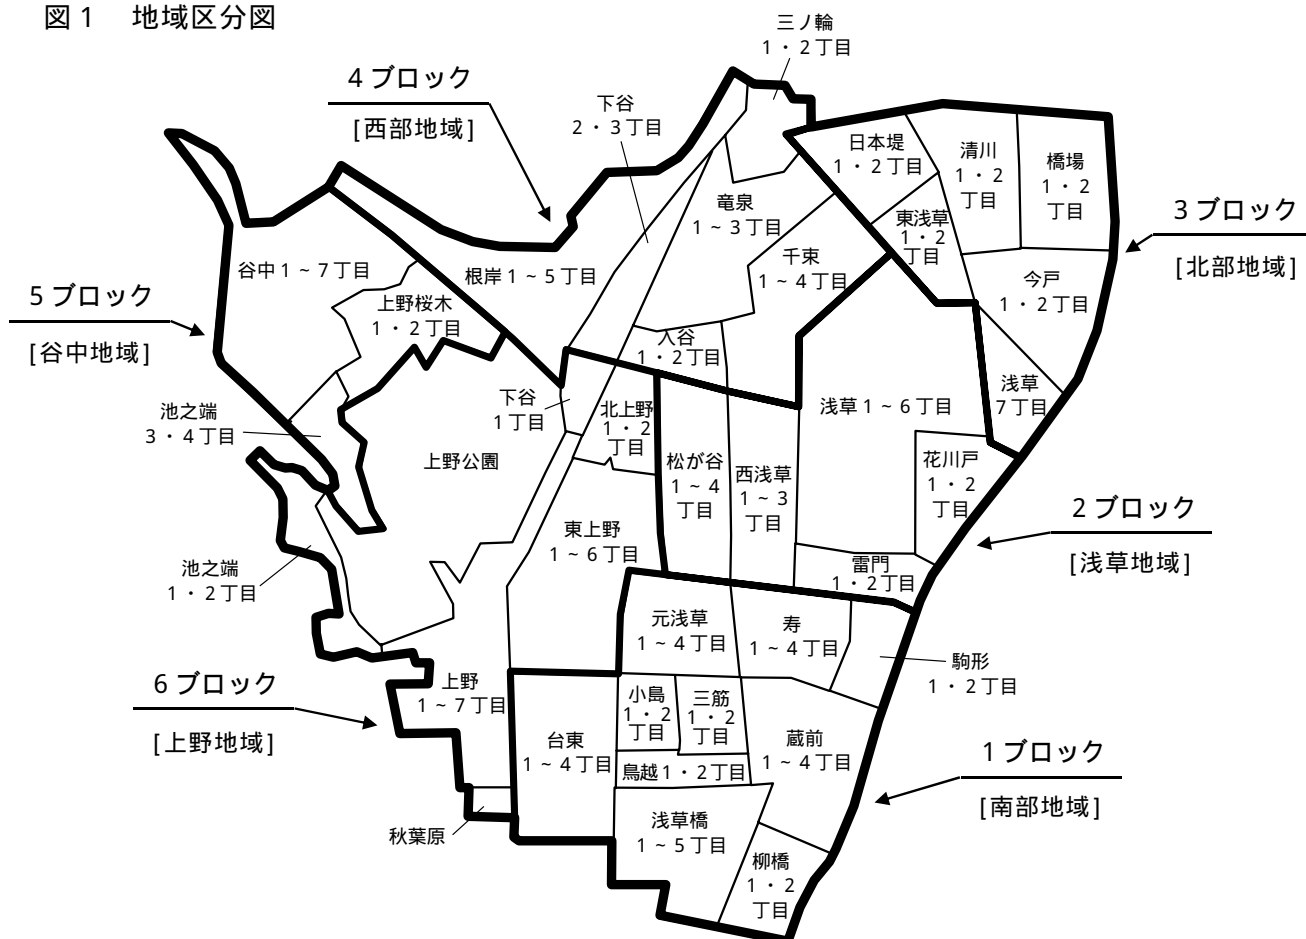 図1 地域区分図
三ノ輪
1・2丁目
4ブロック
[西部地域]
下谷
2・3丁目
日本堤
1・2丁目
清川
1・2
丁目
橋場
1・2
丁目
竜泉
1~3丁目
東浅草
1・2
丁目
3ブロック
[北部地域]
谷中1~7丁目
根岸1~5丁目
千束
1~4丁目
今戸
1・2丁目
5ブロック
[谷中地域]
上野桜木
1・2丁目
入谷
1・2丁目
池之端
3・4丁目
下谷
1丁目
北上野
1・2
丁目
浅草1~6丁目
浅草
7丁目
上野公園
松が谷
1~4
丁目
西浅草
1~3
丁目
花川戸
1・2
丁目
2ブロック
[浅草地域]
東上野
1~6丁目
池之端
1・2丁目
雷門
1・2丁目
元浅草
1~4丁目
寿
1~4丁目
駒形
1・2丁目
6ブロック
[上野地域]
上野
1~7丁目
小島
1・2
丁目
三筋
1・2
丁目
台東
1~4丁目
蔵前
1~4丁目
1ブロック
[南部地域]
鳥越1・2丁目
秋葉原
浅草橋
1~5丁目
柳橋
1・2
丁目